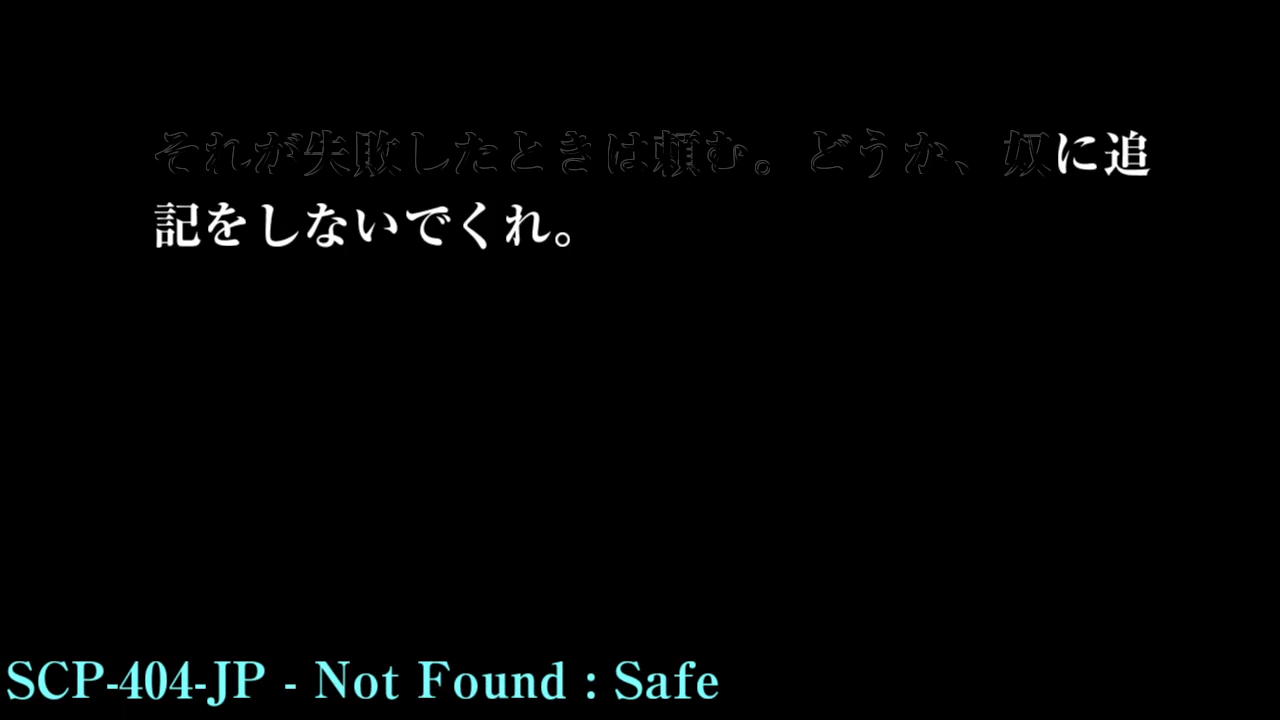 それが失敗したときは頼む。どうか、奴に追
記をしないでくれ。
SCP-404-JP - Not Found : Safe